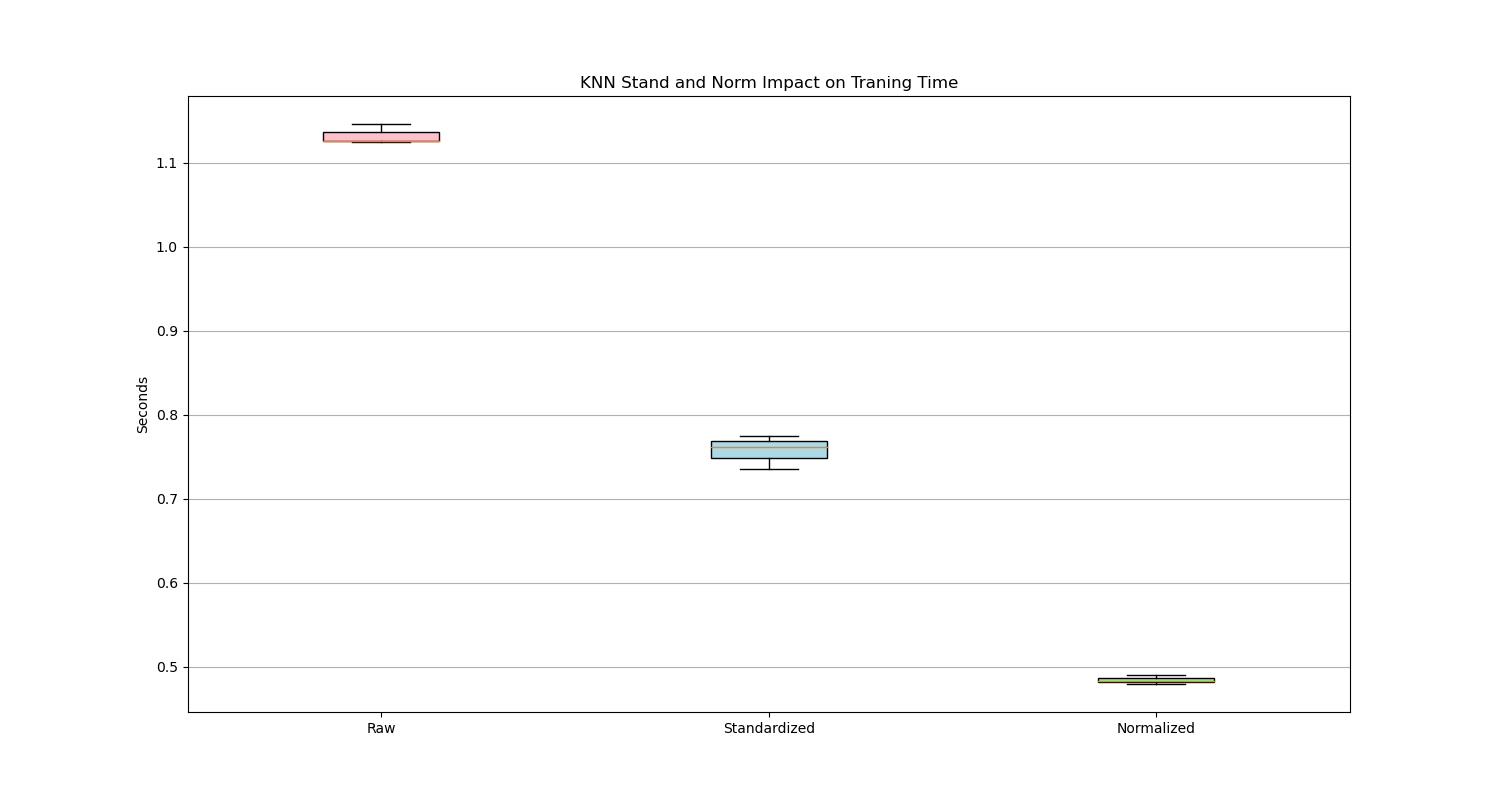 KNN Stand and Norm Impact on Traning Time
1.1
1.0
0.9
0.8
0.7
0.6
0.5
Seconds
Raw
Standardized
Normalized